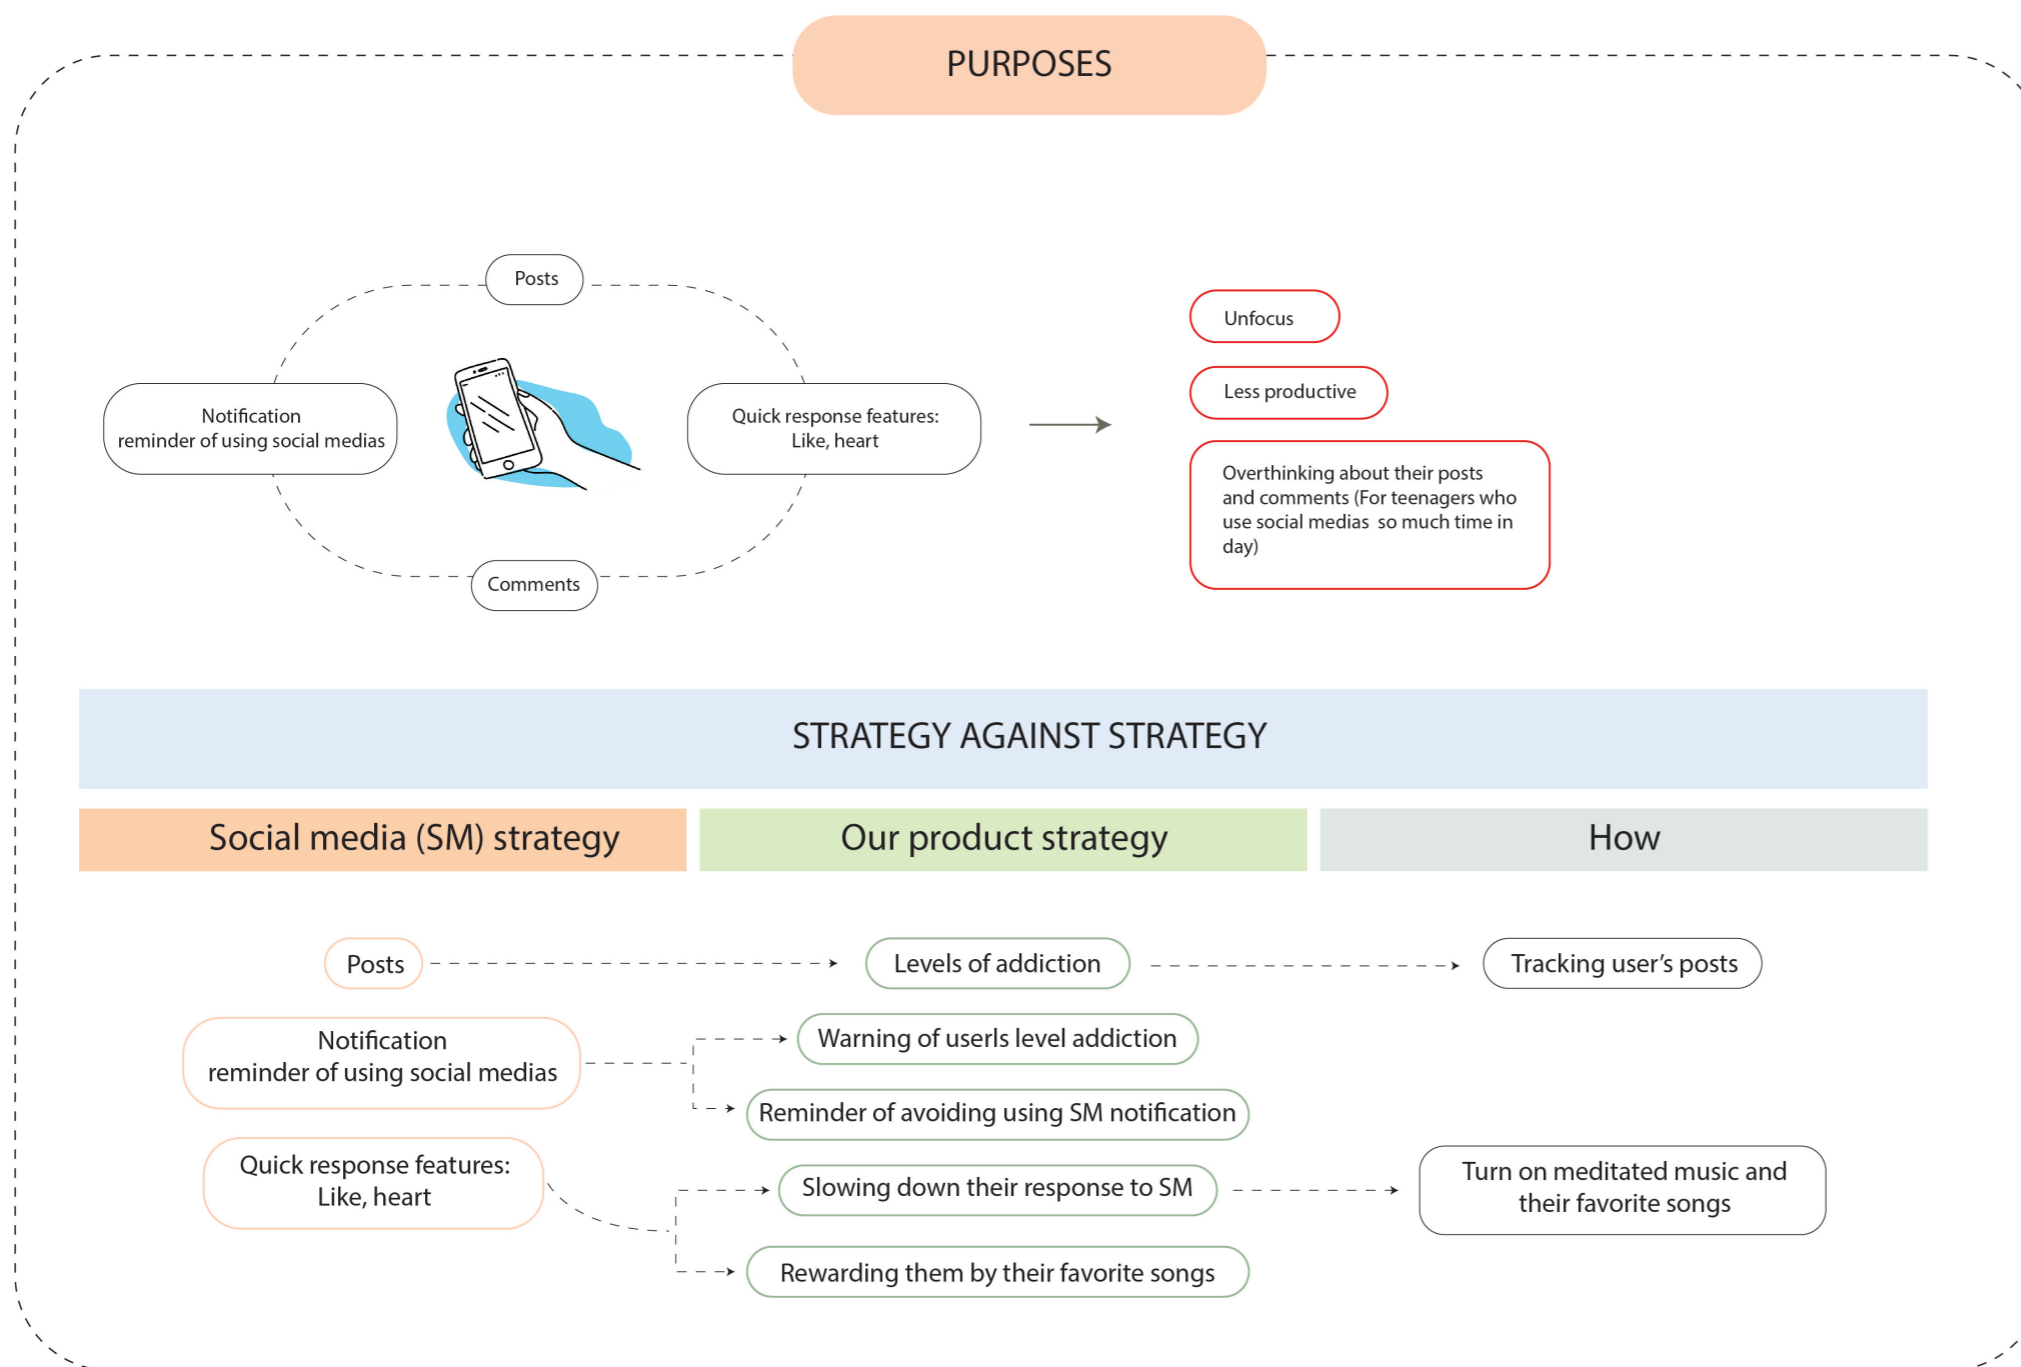 PURPOSES
Posts
Notification
reminder of using social medias
Quick response features:
Like, heart
Comments
Unfocus
Less productive
Overthinking about their posts
and comments (For teenagers who
use social medias  so much time in
day)
STRATEGY AGAINST STRATEGY
Social media (SM) strategy
Our product strategy
How
Posts
Levels of addiction
Tracking user’s posts
Notification
reminder of using social medias
Warning of userls level addiction
Reminder of avoiding using SM notification
Quick response features:
Like, heart
Slowing down their response to SM
Turn on meditated music and
their favorite songs
Rewarding them by their favorite songs